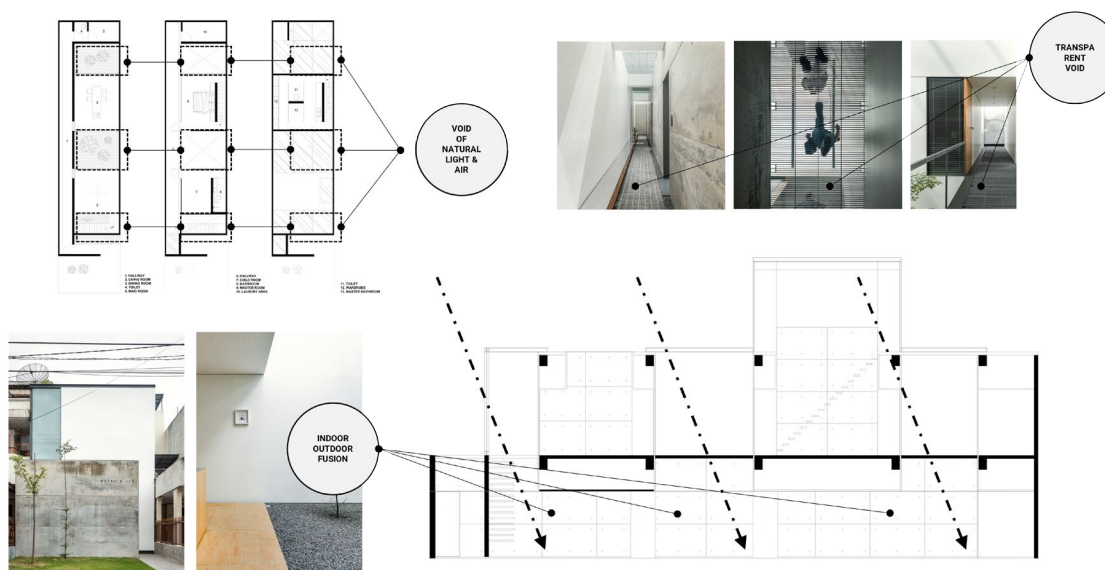 VOID
OF
NATURAL
LIGHT &
AIR
TRANSPA
RENT
VOID
1. HALLWAY
2. LIVING ROOM
3. DINING ROOM
4. TOILET
5. MAID ROOM
6. HALLWAY
7. CHILD ROOM
8. BATHROOM
9. MASTER ROOM
10. LAUNDRY AREA
11. TOILET
12. WARDROBE
13. MASTER BATHROOM
INDOOR
OUTDOOR
FUSION